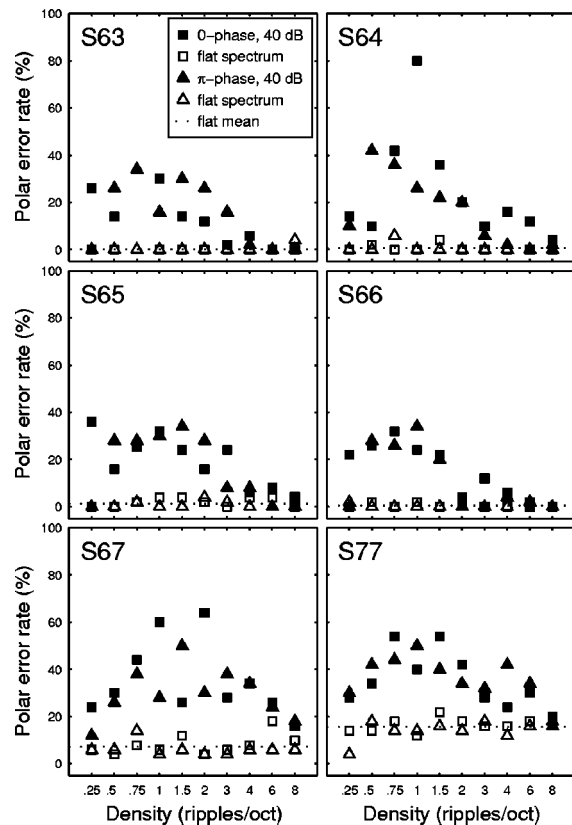 S63
0-phase, 40 dB
flat spectrum
π-phase, 40 dB
flat spectrum
flat mean
S64
Polar error rate (%)
100
80
60
40
20
0
S65
S66
Polar error rate (%)
100
80
60
40
20
0
S67
S77
Polar error rate (%)
100
80
60
40
20
0
.25 .5 .75 1 1.5 2 3 4 6 8
.25 .5 .75 1 1.5 2 3 4 6 8
Density (ripples/oct)
Density (ripples/oct)